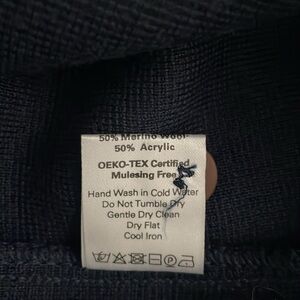 50% Merino Wool
50% Acrylic
OEKO-TEX Certified
Mulesing Free
Hand Wash in Cold Water
Do Not Tumble Dry
Gentle Dry Clean
Dry Flat
Cool Iron